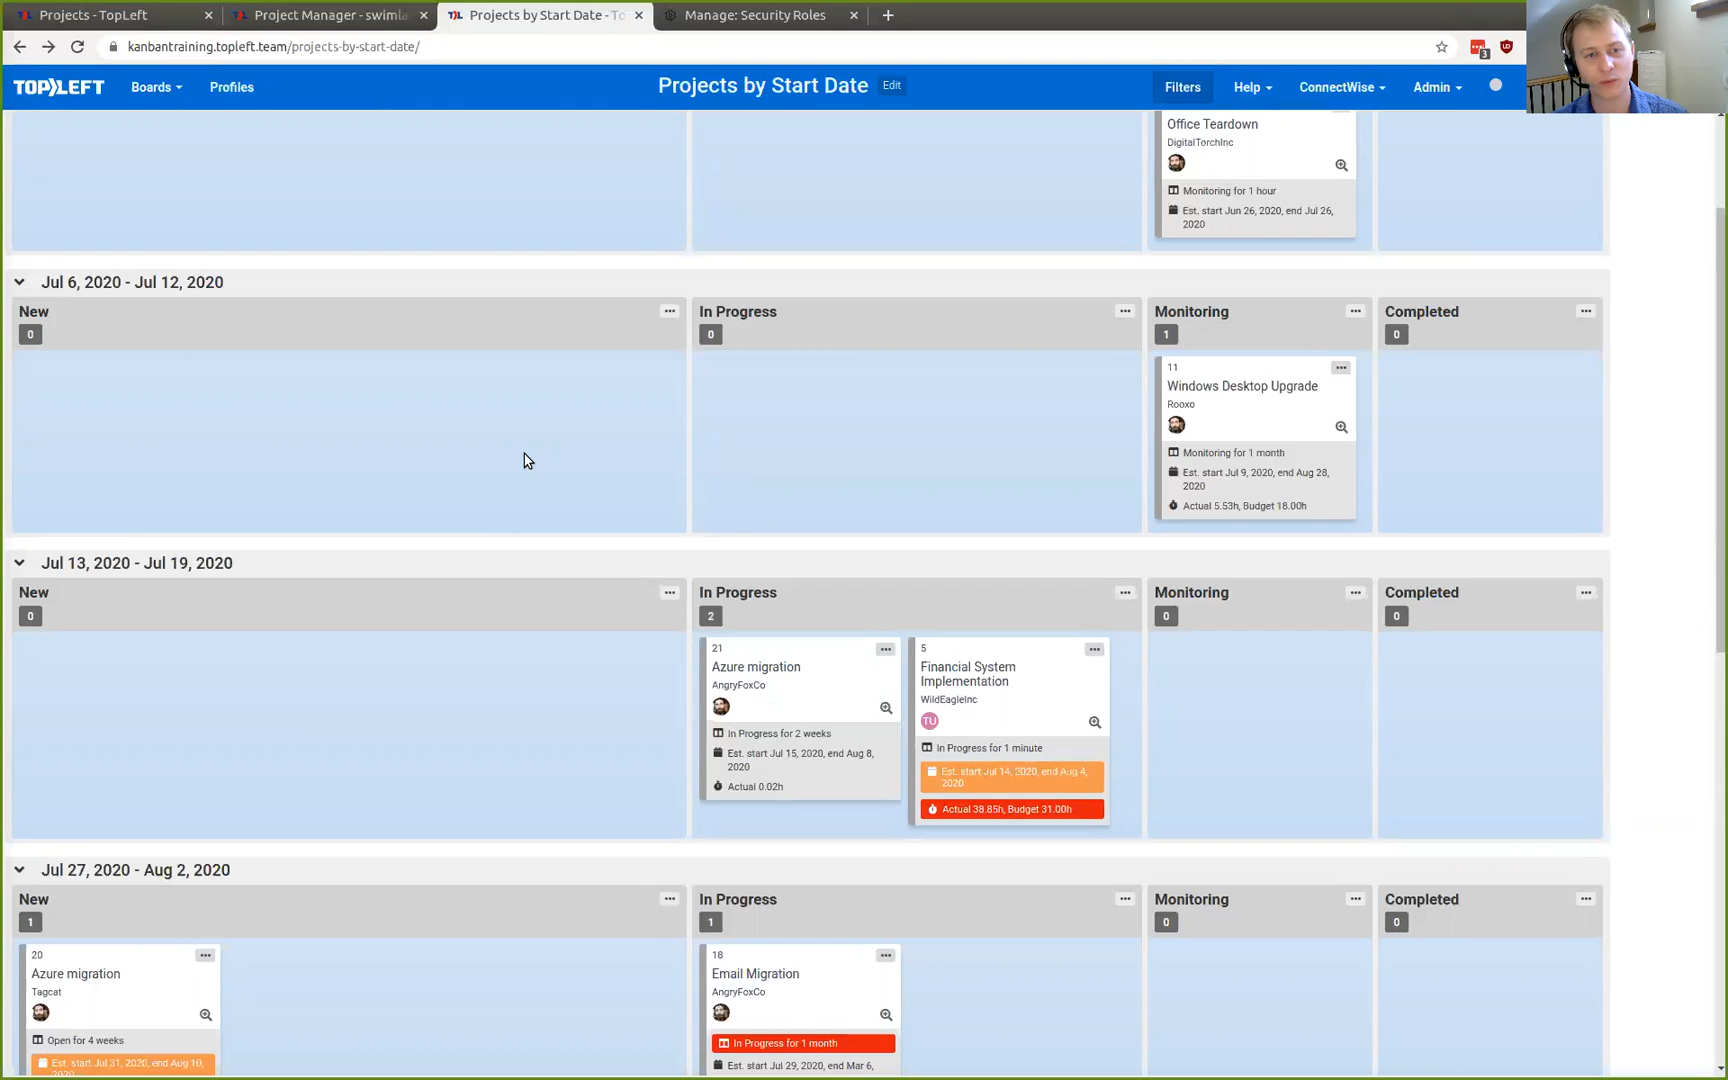 Projects - TopLeft
Project Manager - swimla
Projects by Start Date - To
Manage: Security Roles
kanbantraining.topleft.team/projects-by-start-date/
3
TOPLEFT
Boards
Profiles
Projects by Start Date
Edit
Filters
Help
ConnectWise
Admin
Office Teardown
DigitalTorchInc
Monitoring for 1 hour
Est. start Jun 26, 2020, end Jul 26,
2020
Jul 6, 2020 - Jul 12, 2020
New
0
In Progress
0
Monitoring
1
Completed
0
11
Windows Desktop Upgrade
Rooxo
Monitoring for 1 month
Est. start Jul 9, 2020, end Aug 28,
2020
Actual 5.53h, Budget 18.00h
Jul 13, 2020 - Jul 19, 2020
New
0
In Progress
2
Monitoring
0
Completed
0
21
Azure migration
AngryFoxCo
In Progress for 2 weeks
Est. start Jul 15, 2020, end Aug 8,
2020
Actual 0.02h
5
Financial System
Implementation
WildEagleInc
TU
In Progress for 1 minute
Est. start Jul 14, 2020, end Aug 4,
2020
Actual 38.85h, Budget 31.00h
Jul 27, 2020 - Aug 2, 2020
New
1
In Progress
1
Monitoring
0
Completed
0
20
Azure migration
Tagcat
Open for 4 weeks
Est. start Jul 31, 2020, end Aug 10,
2020
18
Email Migration
AngryFoxCo
In Progress for 1 month
Est. start Jul 29, 2020, end Mar 6,